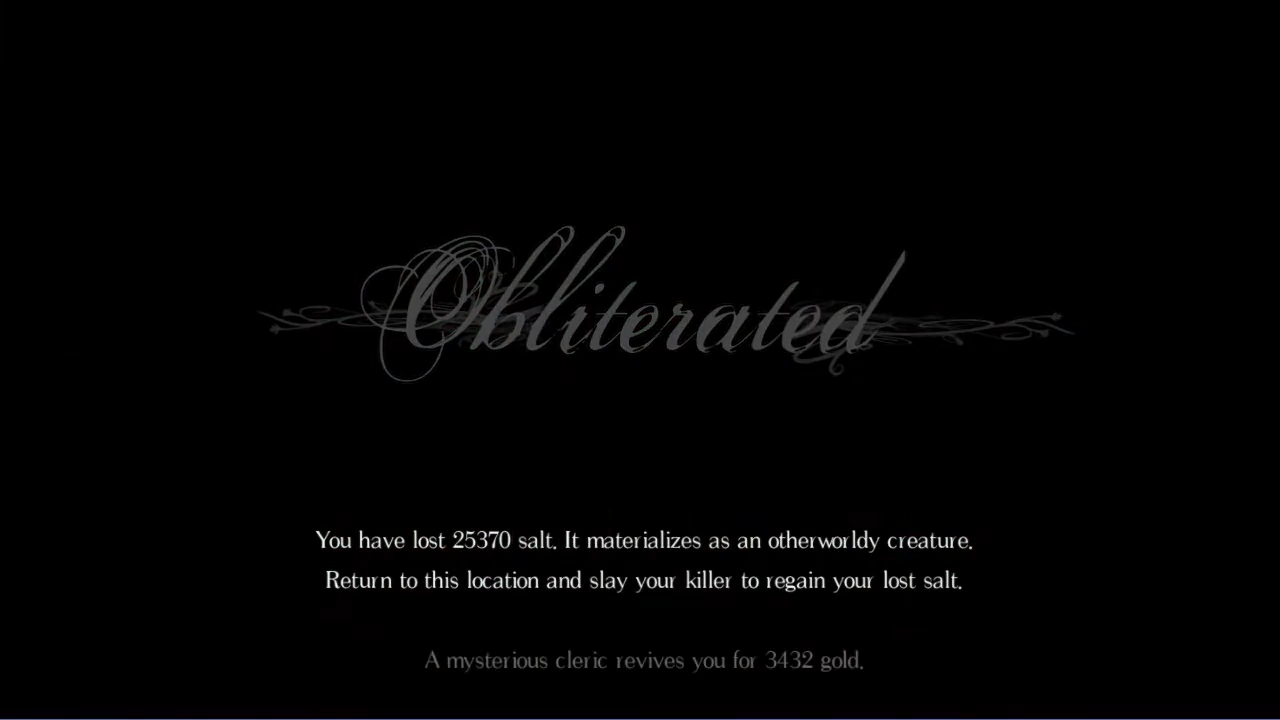 Obliterated
You have lost 25370 salt. It materializes as an otherworldy creature.
Return to this location and slay your killer to regain your lost salt.
A mysterious cleric revives you for 3432 gold.